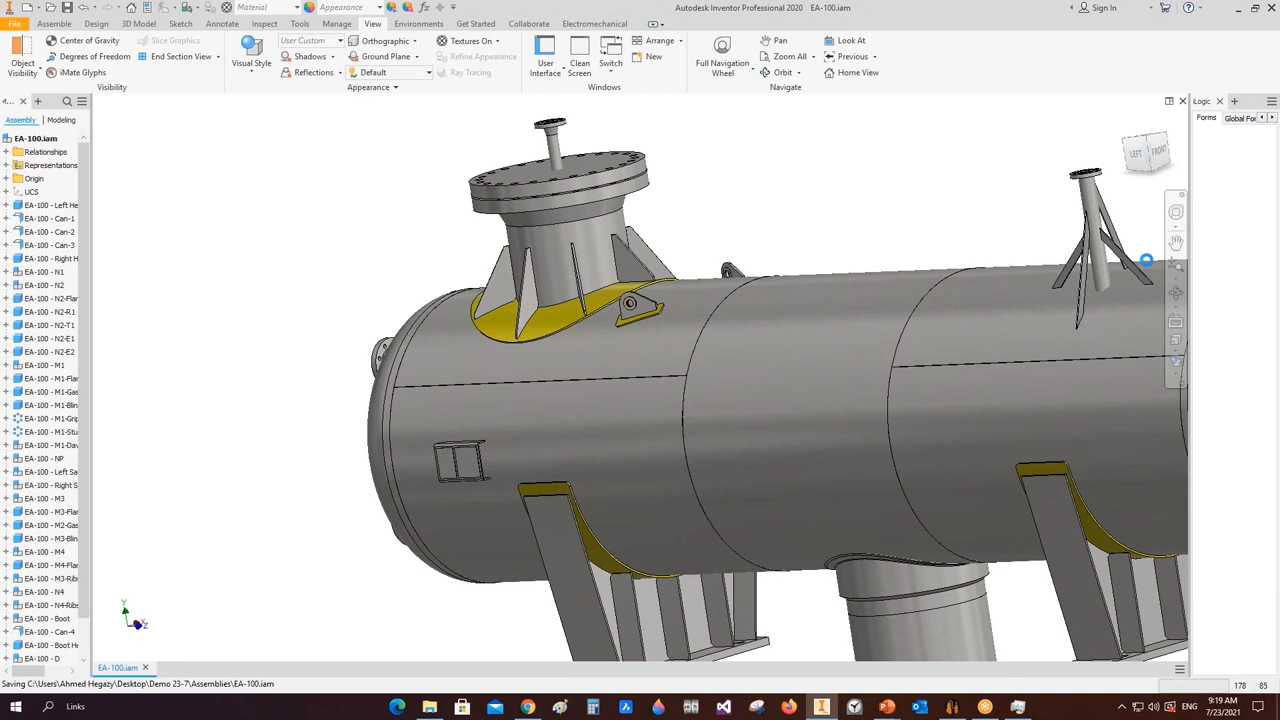 Material
Appearance
Autodesk Inventor Professional 2020 EA-100.iam
Sign In
File
Assemble
Design
3D Model
Sketch
Annotate
Inspect
Tools
Manage
View
Environments
Get Started
Collaborate
Electromechanical
Object
Visibility
Center of Gravity
Degrees of Freedom
iMate Glyphs
Slice Graphics
End Section View
Visibility
Visual Style
User Custom
Shadows
Reflections
Orthographic
Ground Plane
Default
Textures On
Refine Appearance
Ray Tracing
Appearance
User
Interface
Clean
Screen
Switch
Arrange
New
Windows
Full Navigation
Wheel
Pan
Zoom All
Orbit
Look At
Previous
Home View
Navigate
M...
Assembly
Modeling
EA-100.iam
Relationships
Representations
Origin
UCS
EA-100 - Left He
EA-100 - Can-1
EA-100 - Can-2
EA-100 - Can-3
EA-100 - Right H
EA-100 - N1
EA-100 - N2
EA-100 - N2-Flar
EA-100 - N2-R1
EA-100 - N2-T1
EA-100 - N2-E1
EA-100 - N2-E2
EA-100 - M1
EA-100 - M1-Flan
EA-100 - M1-Gas
EA-100 - M1-Blin
EA-100 - M1-Grip
EA-100 - M1-Stu
EA-100 - M1-Dav
EA-100 - NP
EA-100 - Left Sa
EA-100 - Right S
EA-100 - M3
EA-100 - M3-Flan
EA-100 - M2-Gas
EA-100 - M3-Blin
EA-100 - M4
EA-100 - M4-Flan
EA-100 - M3-Ribs
EA-100 - N4
EA-100 - N4-Ribs
EA-100 - Boot
EA-100 - Can-4
EA-100 - Boot He
EA-100 - D
LEFT
FRONT
Logic
Forms
Global Fo
Y
Z
EA-100.iam
Saving C:\Users\Ahmed Hegazy\Desktop\Demo 23-7\Assemblies\EA-100.iam
178
85
Links
ENG
9:19 AM
7/23/2021